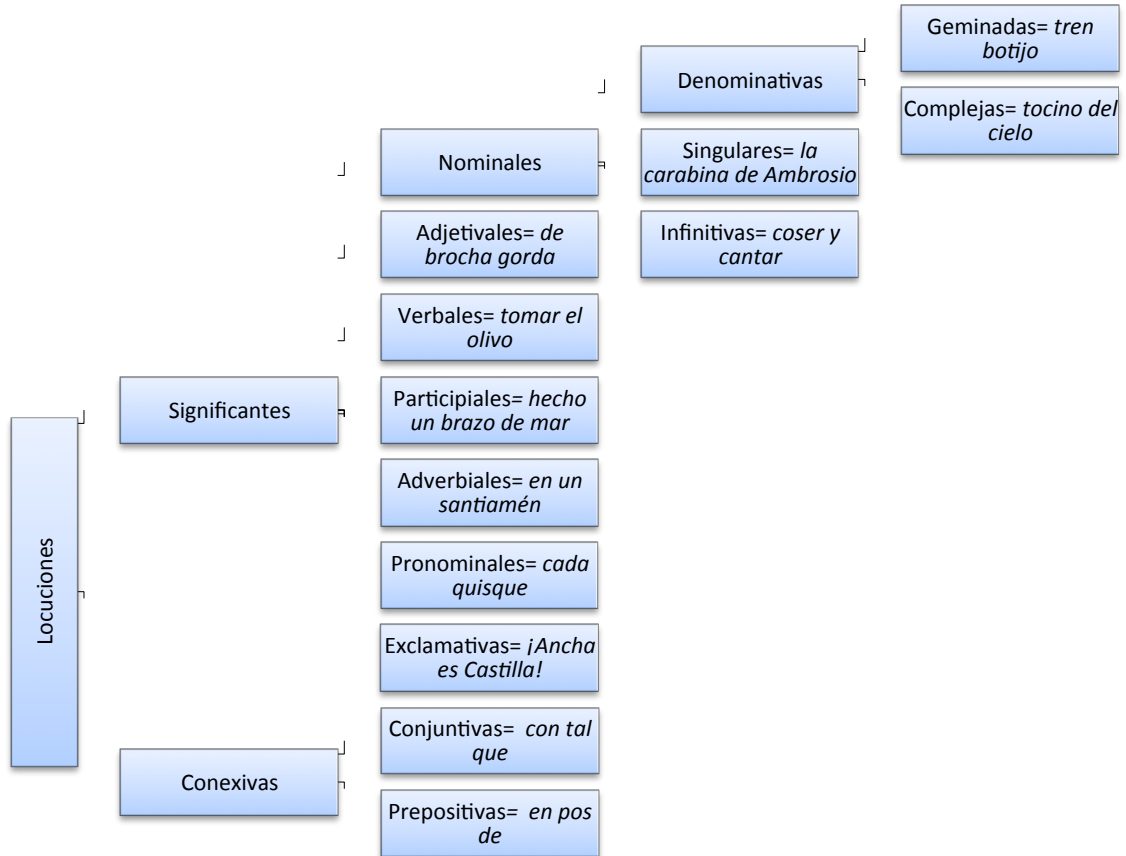 Locuciones
Significantes
Nominales
Denominativas
Geminadas= tren
botijo
Complejas= tocino del
cielo
Singulares= la
carabina de Ambrosio
Infinitivas= coser y
cantar
Adjetivales= de
brocha gorda
Verbales= tomar el
olivo
Participiales= hecho
un brazo de mar
Adverbiales= en un
santiamén
Pronominales= cada
quisque
Exclamativas= ¡Ancha
es Castilla!
Conexivas
Conjuntivas= con tal
que
Prepositivas= en pos
de